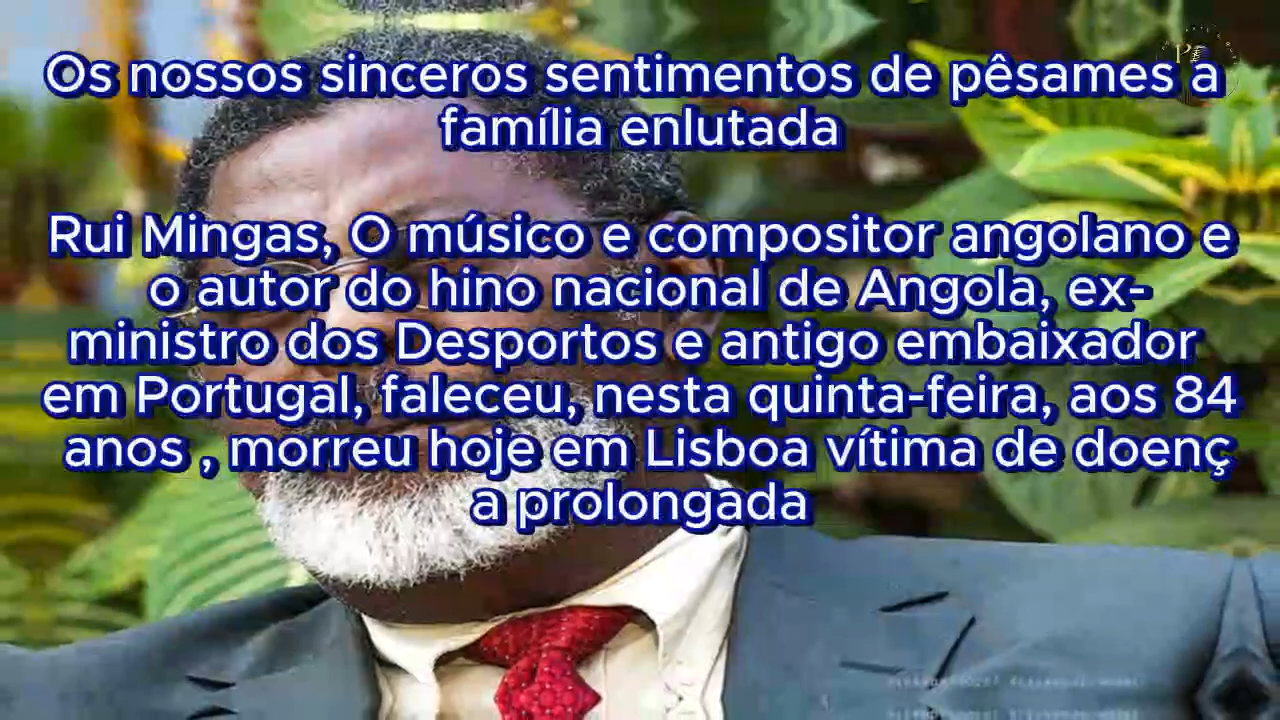 Os nossos sinceros sentimentos de pêsames a
família enlutada
Rui Mingas, O músico e compositor angolano e
o autor do hino nacional de Angola, ex-
ministro dos Desportos e antigo embaixador
em Portugal, faleceu, nesta quinta-feira, aos 84
anos , morreu hoje em Lisboa vítima de doenç
a prolongada